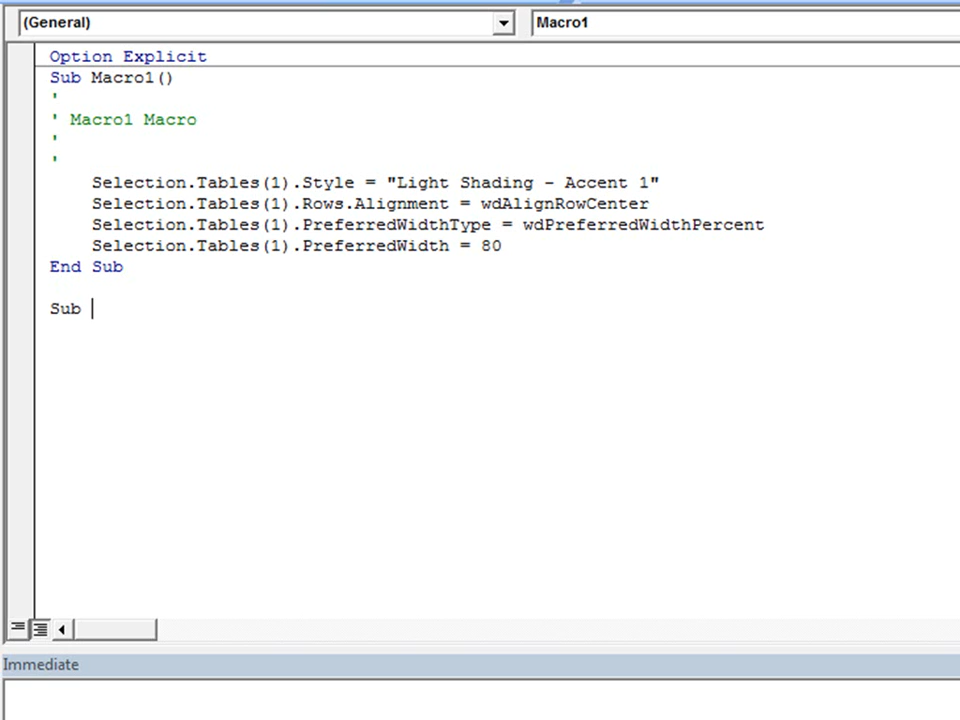 (General) Macro1
Option Explicit
Sub Macro1()
'
' Macro1 Macro
'
'
Selection.Tables(1).Style = "Light Shading - Accent 1"
Selection.Tables(1).Rows.Alignment = wdAlignRowCenter
Selection.Tables(1).PreferredWidthType = wdPreferredWidthPercent
Selection.Tables(1).PreferredWidth = 80
End Sub
Sub
Immediate